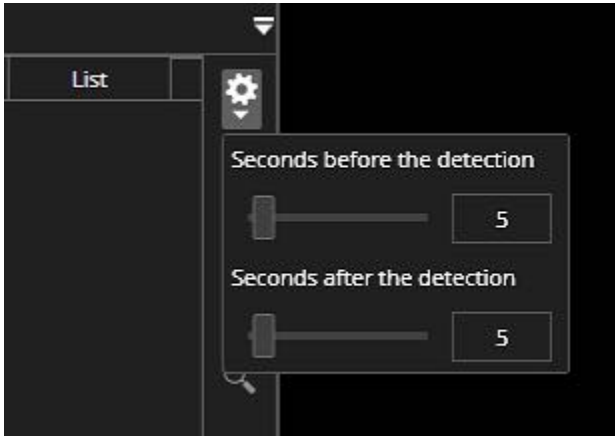 List
Seconds before the detection
5
Seconds after the detection
5